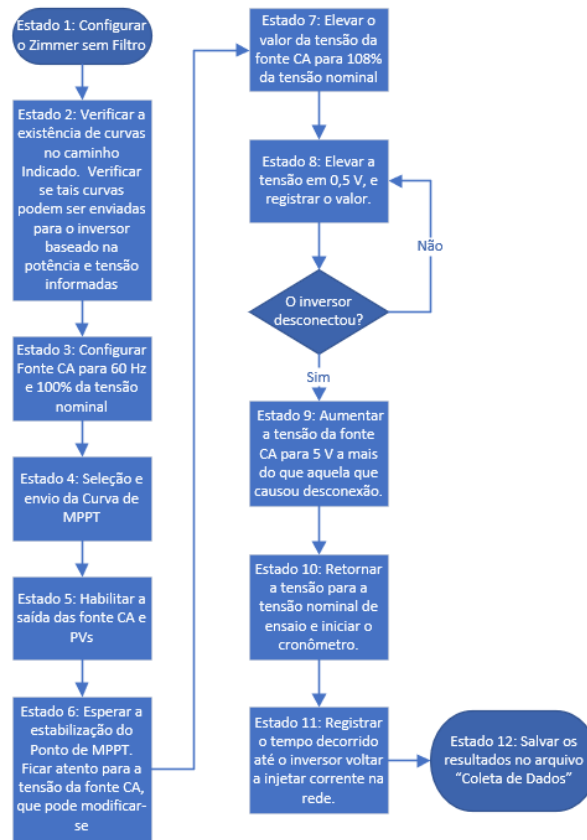 Estado 1: Configurar
o Zimmer sem Filtro
Estado 2: Verificar a
existência de curvas
no caminho
Indicado. Verificar
se tais curvas
podem ser enviadas
para o inversor
baseado na
potência e tensão
informadas
Estado 3: Configurar
Fonte CA para 60 Hz
e 100% da tensão
nominal
Estado 4: Seleção e
envio da Curva de
MPPT
Estado 5: Habilitar a
saída das fonte CA e
PVs
Estado 6: Esperar a
estabilização do
Ponto de MPPT.
Ficar atento para a
tensão da fonte CA,
que pode modificar-
se
Estado 7: Elevar o
valor da tensão da
fonte CA para 108%
da tensão nominal
Estado 8: Elevar a
tensão em 0,5 V, e
registrar o valor.
Não
O inversor
desconectou?
Sim
Estado 9: Aumentar
a tensão da fonte
CA para 5 V a mais
do que aquela que
causou desconexão.
Estado 10: Retornar
a tensão para a
tensão nominal de
ensaio e iniciar o
cronômetro.
Estado 11: Registrar
o tempo decorrido
até o inversor voltar
a injetar corrente na
rede.
Estado 12: Salvar os
resultados no arquivo
“Coleta de Dados”